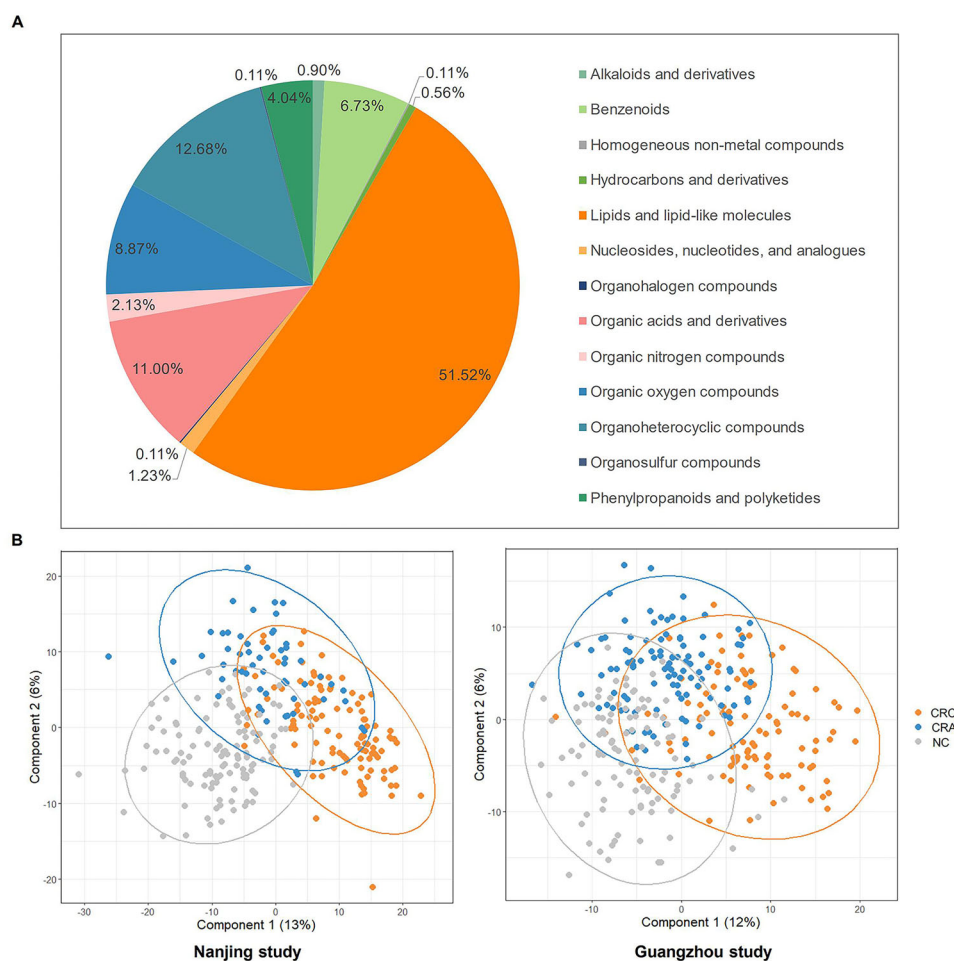 A
0.11%
0.90%
0.11%
4.04%
6.73%
0.56%
12.68%
8.87%
2.13%
11.00%
51.52%
0.11%
1.23%
Alkaloids and derivatives
Benzenoids
Homogeneous non-metal compounds
Hydrocarbons and derivatives
Lipids and lipid-like molecules
Nucleosides, nucleotides, and analogues
Organohalogen compounds
Organic acids and derivatives
Organic nitrogen compounds
Organic oxygen compounds
Organoheterocyclic compounds
Organosulfur compounds
Phenylpropanoids and polyketides
B
Component 2 (6%)
20
10
0
-10
-20
-30
-20
-10
0
10
20
Component 1 (13%)
Nanjing study
Component 2 (6%)
10
0
-10
-10
0
10
20
Component 1 (12%)
Guangzhou study
CRC
CRA
NC